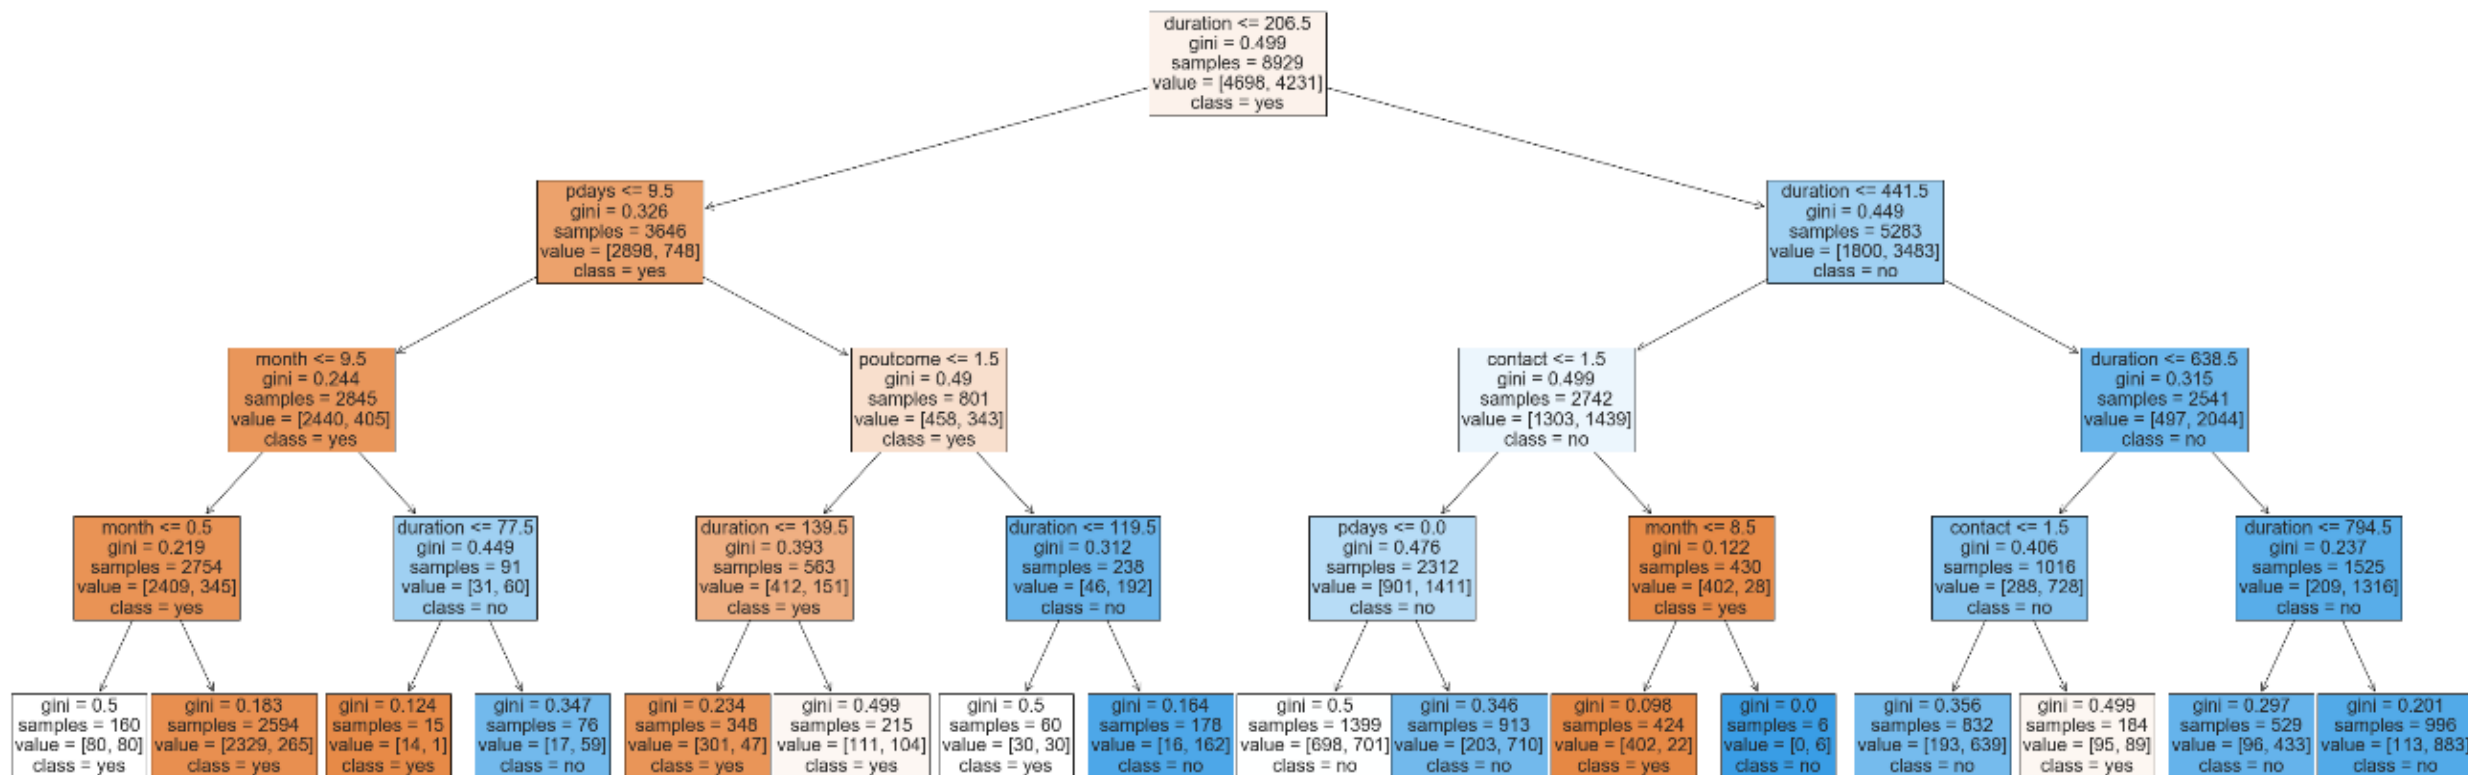 duration <= 206.5
gini = 0.499
samples = 8929
value = [4698, 4231]
class = yes
pdays <= 9.5
gini = 0.326
samples = 3646
value = [2898, 748]
class = yes
duration <= 441.5
gini = 0.449
samples = 5283
value = [1800, 3483]
class = no
month <= 9.5
gini = 0.244
samples = 2845
value = [2440, 405]
class = yes
poutcome <= 1.5
gini = 0.49
samples = 801
value = [458, 343]
class = yes
contact <= 1.5
gini = 0.499
samples = 2742
value = [1303, 1439]
class = no
duration <= 638.5
gini = 0.315
samples = 2541
value = [497, 2044]
class = no
month <= 0.5
gini = 0.219
samples = 2754
value = [2409, 345]
class = yes
duration <= 77.5
gini = 0.449
samples = 91
value = [31, 60]
class = no
duration <= 139.5
gini = 0.393
samples = 563
value = [412, 151]
class = yes
duration <= 119.5
gini = 0.312
samples = 238
value = [46, 192]
class = no
pdays <= 0.0
gini = 0.476
samples = 2312
value = [901, 1411]
class = no
month <= 8.5
gini = 0.122
samples = 430
value = [402, 28]
class = yes
contact <= 1.5
gini = 0.406
samples = 1016
value = [288, 728]
class = no
duration <= 794.5
gini = 0.237
samples = 1525
value = [209, 1316]
class = no
gini = 0.5
samples = 160
value = [80, 80]
class = yes
gini = 0.183
samples = 2594
value = [2329, 265]
class = yes
gini = 0.124
samples = 15
value = [14, 1]
class = yes
gini = 0.347
samples = 76
value = [17, 59]
class = no
gini = 0.234
samples = 348
value = [301, 47]
class = yes
gini = 0.499
samples = 215
value = [111, 104]
class = yes
gini = 0.5
samples = 60
value = [30, 30]
class = yes
gini = 0.164
samples = 178
value = [16, 162]
class = no
gini = 0.5
samples = 1399
value = [698, 701]
class = no
gini = 0.346
samples = 913
value = [203, 710]
class = no
gini = 0.098
samples = 424
value = [402, 22]
class = yes
gini = 0.0
samples = 6
value = [0, 6]
class = no
gini = 0.356
samples = 832
value = [193, 639]
class = no
gini = 0.499
samples = 184
value = [95, 89]
class = yes
gini = 0.297
samples = 529
value = [96, 433]
class = no
gini = 0.201
samples = 996
value = [113, 883]
class = no